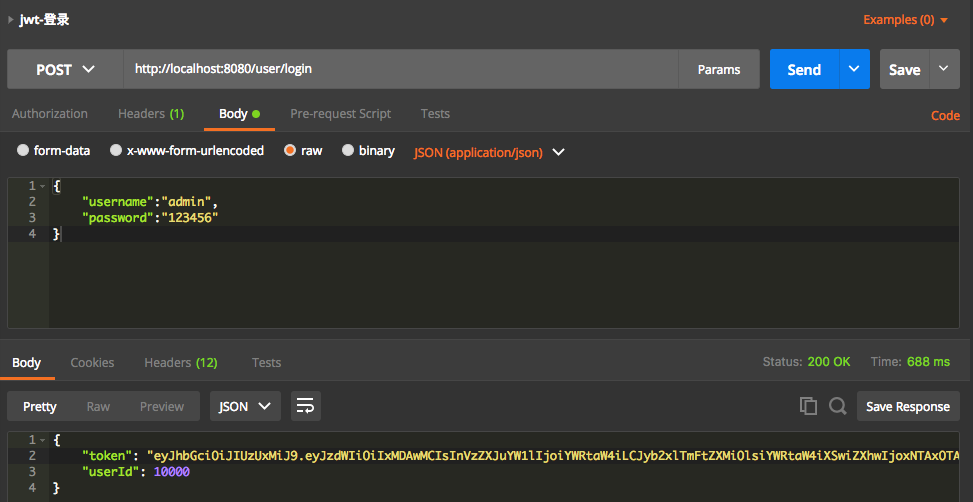 jwt-登录
Examples (0)
POST http://localhost:8080/user/login Params Send Save
Authorization Headers (1) Body Pre-request Script Tests Code
form-data x-www-form-urlencoded raw binary JSON (application/json)
1 {
2 "username":"admin",
3 "password":"123456"
4 }
Body Cookies Headers (12) Tests Status: 200 OK Time: 688 ms
Pretty Raw Preview JSON Save Response
1 {
2 "token": "eyJhbGciOiJIUzUxMiJ9.eyJzdWIiOiIxMDAwMCIsInVzZXJuYW1lIjoiYWRtaW4iLCJyb2xlTmFtZXMiOlsiYWRtaW4iXSwiZXhwIjoxNTAxOTA
3 "userId": 10000
4 }